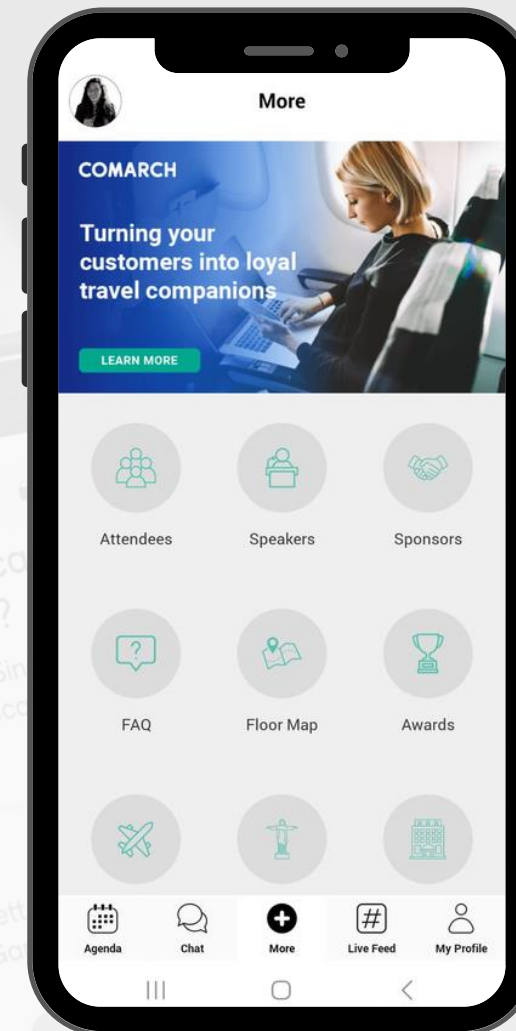 More
COMARCH
Turning your
customers into loyal
travel companions
LEARN MORE
Attendees
Speakers
Sponsors
?
FAQ
Floor Map
Awards
Agenda
Chat
More
#
Live Feed
My Profile